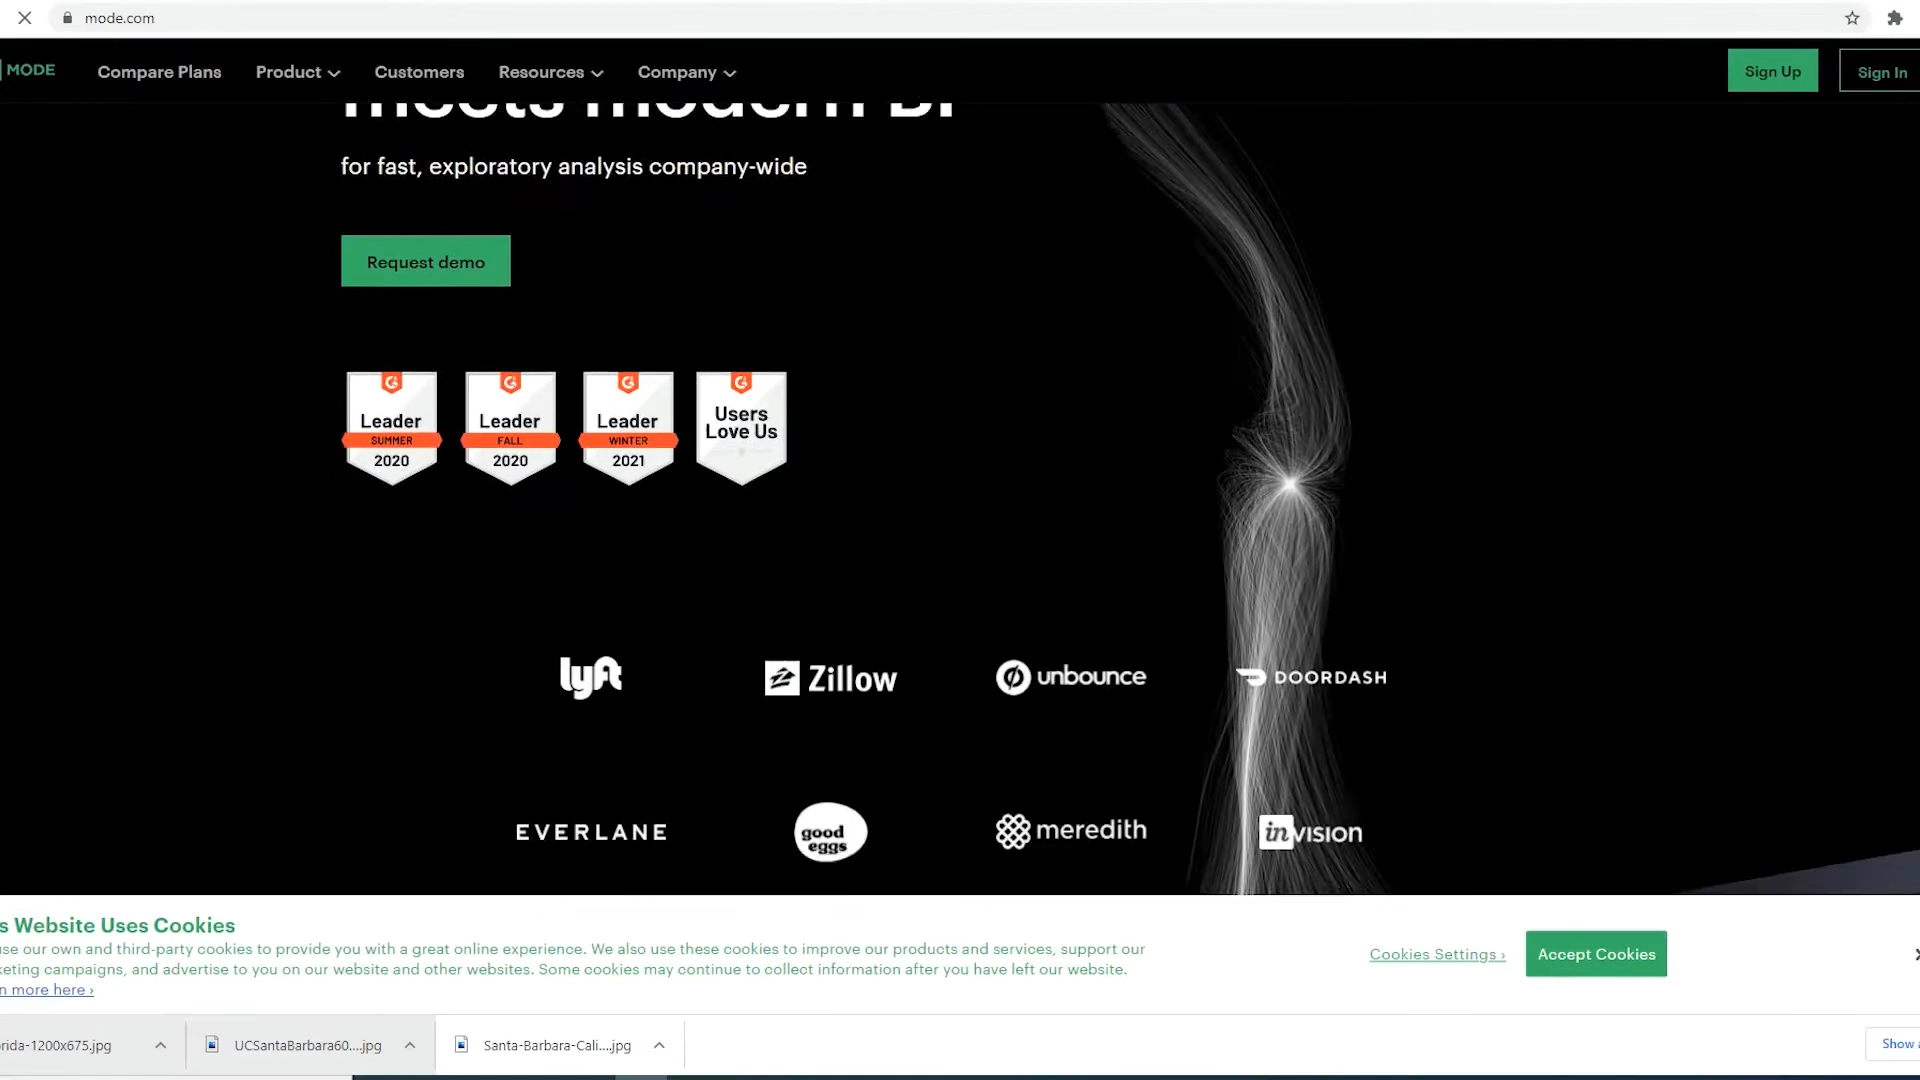 mode.com
MODE
Compare Plans
Product
Customers
Resources
Company
Sign Up
Sign In
meets modern BI
for fast, exploratory analysis company-wide
Request demo
Leader
SUMMER
2020
Leader
FALL
2020
Leader
WINTER
2021
Users
Love Us
lyft
Zillow
unbounce
DOORDASH
EVERLANE
good
eggs
meredith
inVISION
s Website Uses Cookies
use our own and third-party cookies to provide you with a great online experience. We also use these cookies to improve our products and services, support our
keting campaigns, and advertise to you on our website and other websites. Some cookies may continue to collect information after you have left our website.
n more here ›
Cookies Settings ›
Accept Cookies
rida-1200x675.jpg
UCSantaBarbara60....jpg
Santa-Barbara-Cali....jpg
Show